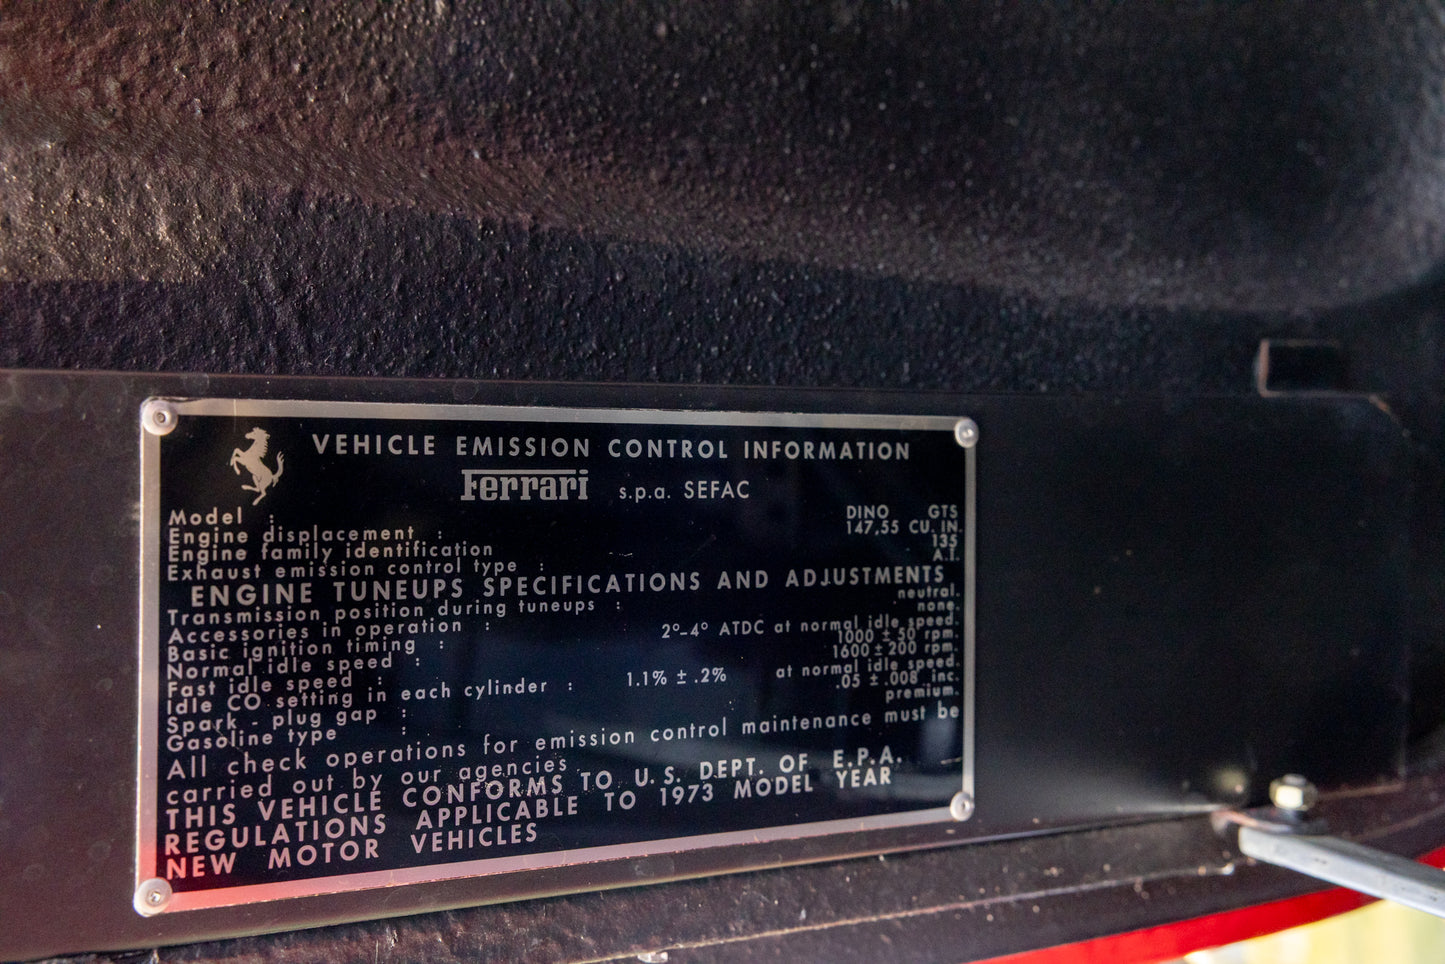 VEHICLE EMISSION CONTROL INFORMATION
Ferrari s.p.a. SEFAC
Model : DINO GTS
Engine displacement : 147,55 CU. IN.
Engine family identification 135
Exhaust emission control type : A.I.
ENGINE TUNEUPS SPECIFICATIONS AND ADJUSTMENTS
Transmission position during tuneups : neutral.
Accessories in operation : none.
Basic ignition timing : 2°-4° ATDC at normal idle speed.
Normal idle speed : 1000 ± 50 rpm.
Fast idle speed : 1600 ± 200 rpm.
Idle CO setting in each cylinder : 1.1% ± .2% at normal idle speed.
Spark - plug gap : .05 ± .008 inc.
Gasoline type : premium.
All check operations for emission control maintenance must be
carried out by our agencies.
THIS VEHICLE CONFORMS TO U.S. DEPT. OF E.P.A.
REGULATIONS APPLICABLE TO 1973 MODEL YEAR
NEW MOTOR VEHICLES